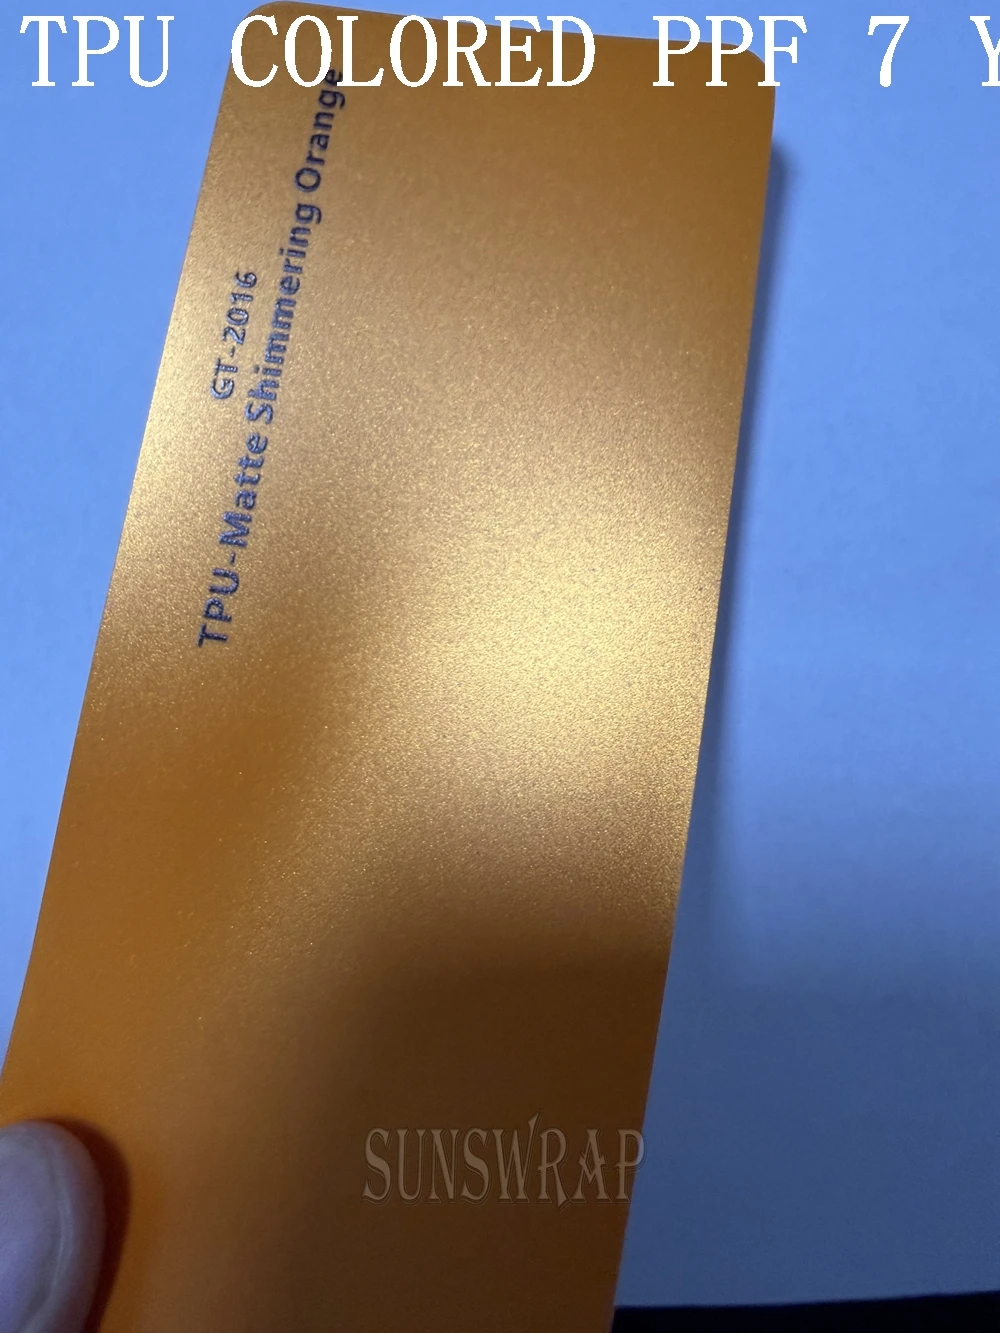 TPU COLORED PPF 7 Y
GT-2016
TPU-Matte Shimmering Orange
SUNSWRAP